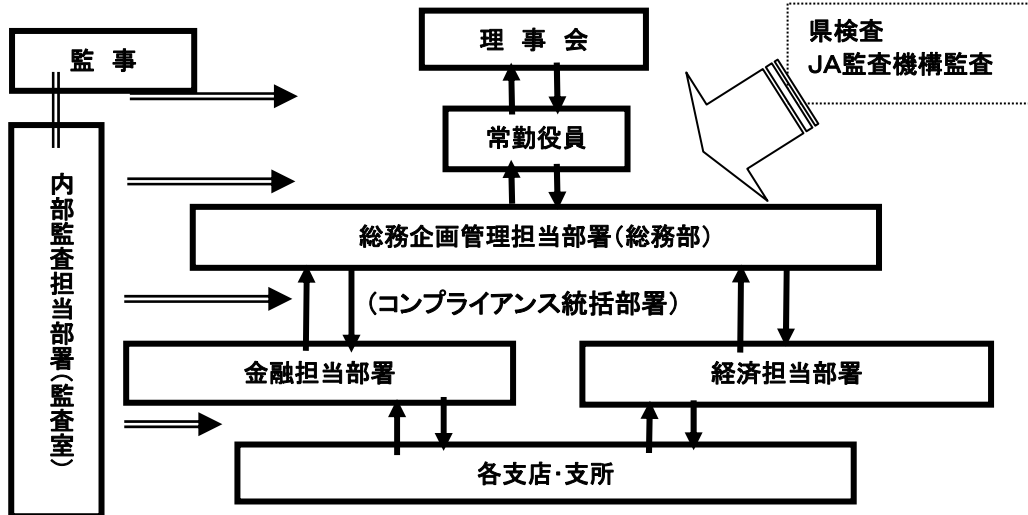 理事会
県検査
JA監査機構監査
監事
常勤役員
内部監査担当部署(監査室)
総務企画管理担当部署(総務部)
(コンプライアンス統括部署)
金融担当部署
経済担当部署
各支店・支所